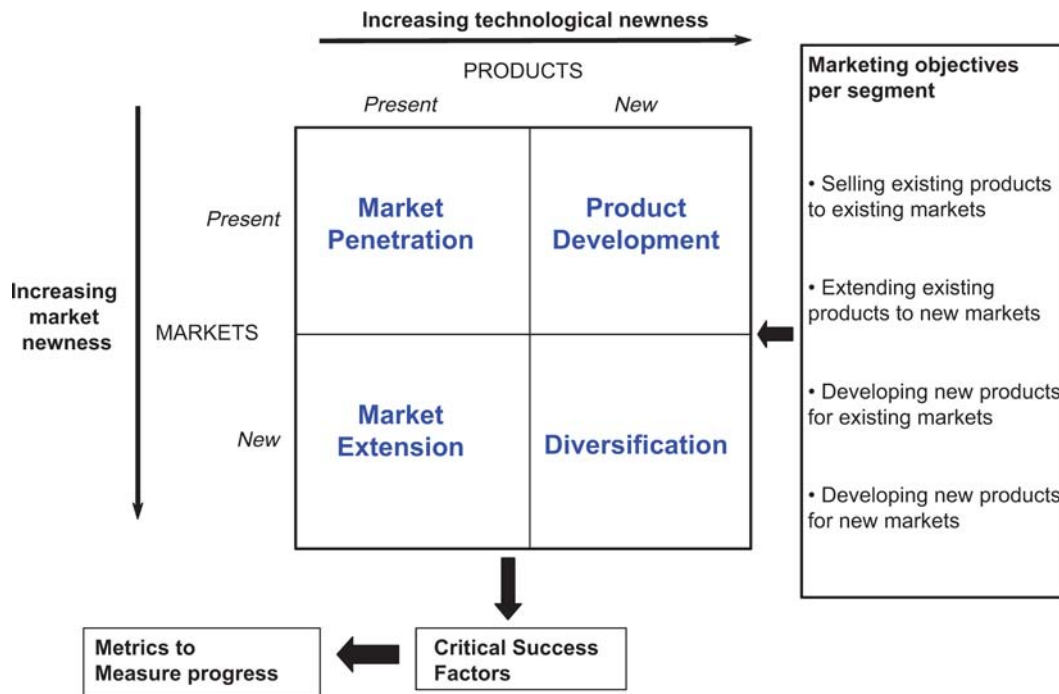 Increasing technological newness
PRODUCTS
Present
New
Present
Market
Penetration
Product
Development
Increasing
market
newness
MARKETS
New
Market
Extension
Diversification
Marketing objectives
per segment
• Selling existing products
to existing markets
• Extending existing
products to new markets
• Developing new products
for existing markets
• Developing new products
for new markets
Metrics to
Measure progress
Critical Success
Factors